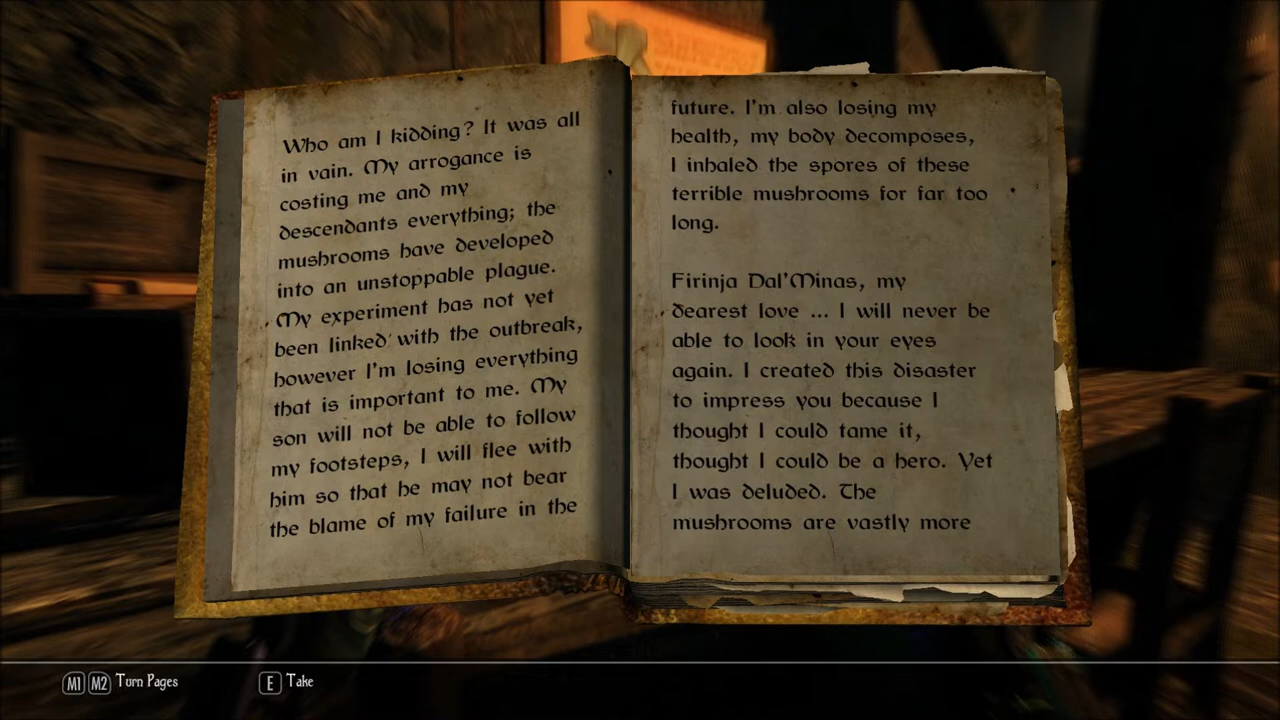 Who am I kidding? It was all
in vain. My arrogance is
costing me and my
descendants everything; the
mushrooms have developed
into an unstoppable plague.
My experiment has not yet
been linked with the outbreak,
however I'm losing everything
that is important to me. My
son will not be able to follow
my footsteps, I will flee with
him so that he may not bear
the blame of my failure in the
future. I'm also losing my
health, my body decomposes,
I inhaled the spores of these
terrible mushrooms for far too
long.
Firinja Dal'Minas, my
dearest love ... I will never be
able to look in your eyes
again. I created this disaster
to impress you because I
thought I could tame it,
thought I could be a hero. Yet
I was deluded. The
mushrooms are vastly more
M1 M2 Turn Pages
E Take